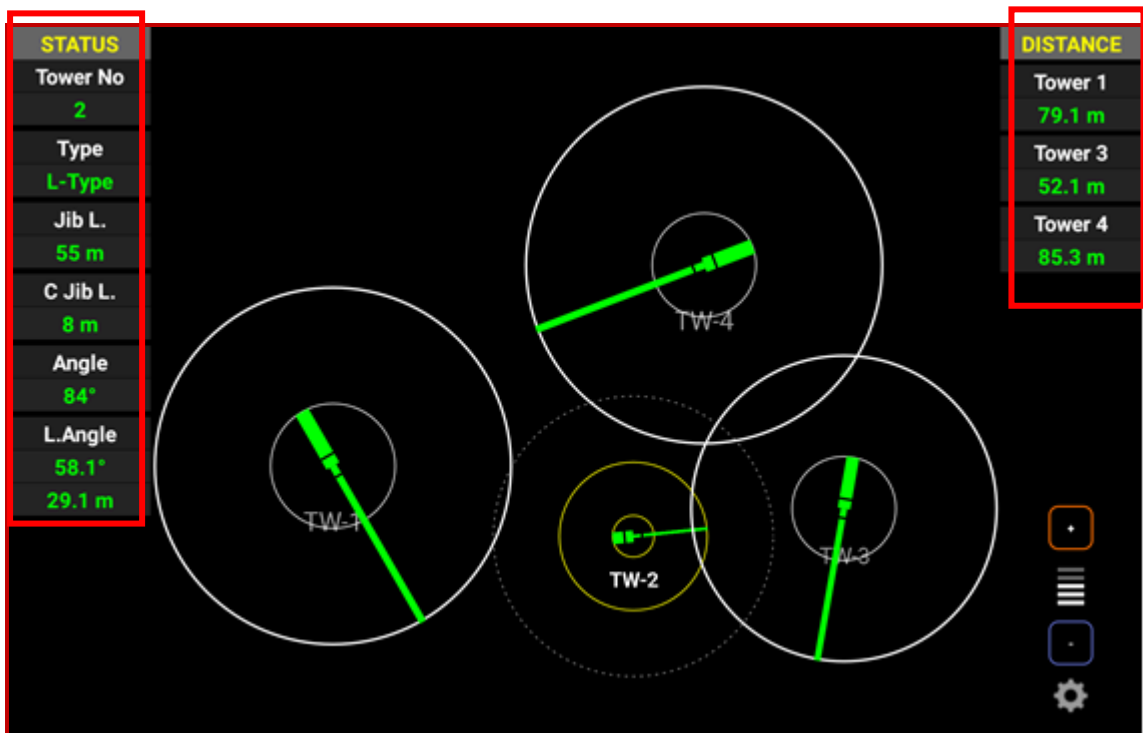 STATUS
Tower No
2
Type
L-Type
Jib L.
55 m
C Jib L.
8 m
Angle
84°
L.Angle
58.1°
29.1 m
TW-4
TW-1
TW-2
TW-3
DISTANCE
Tower 1
79.1 m
Tower 3
52.1 m
Tower 4
85.3 m
+
-